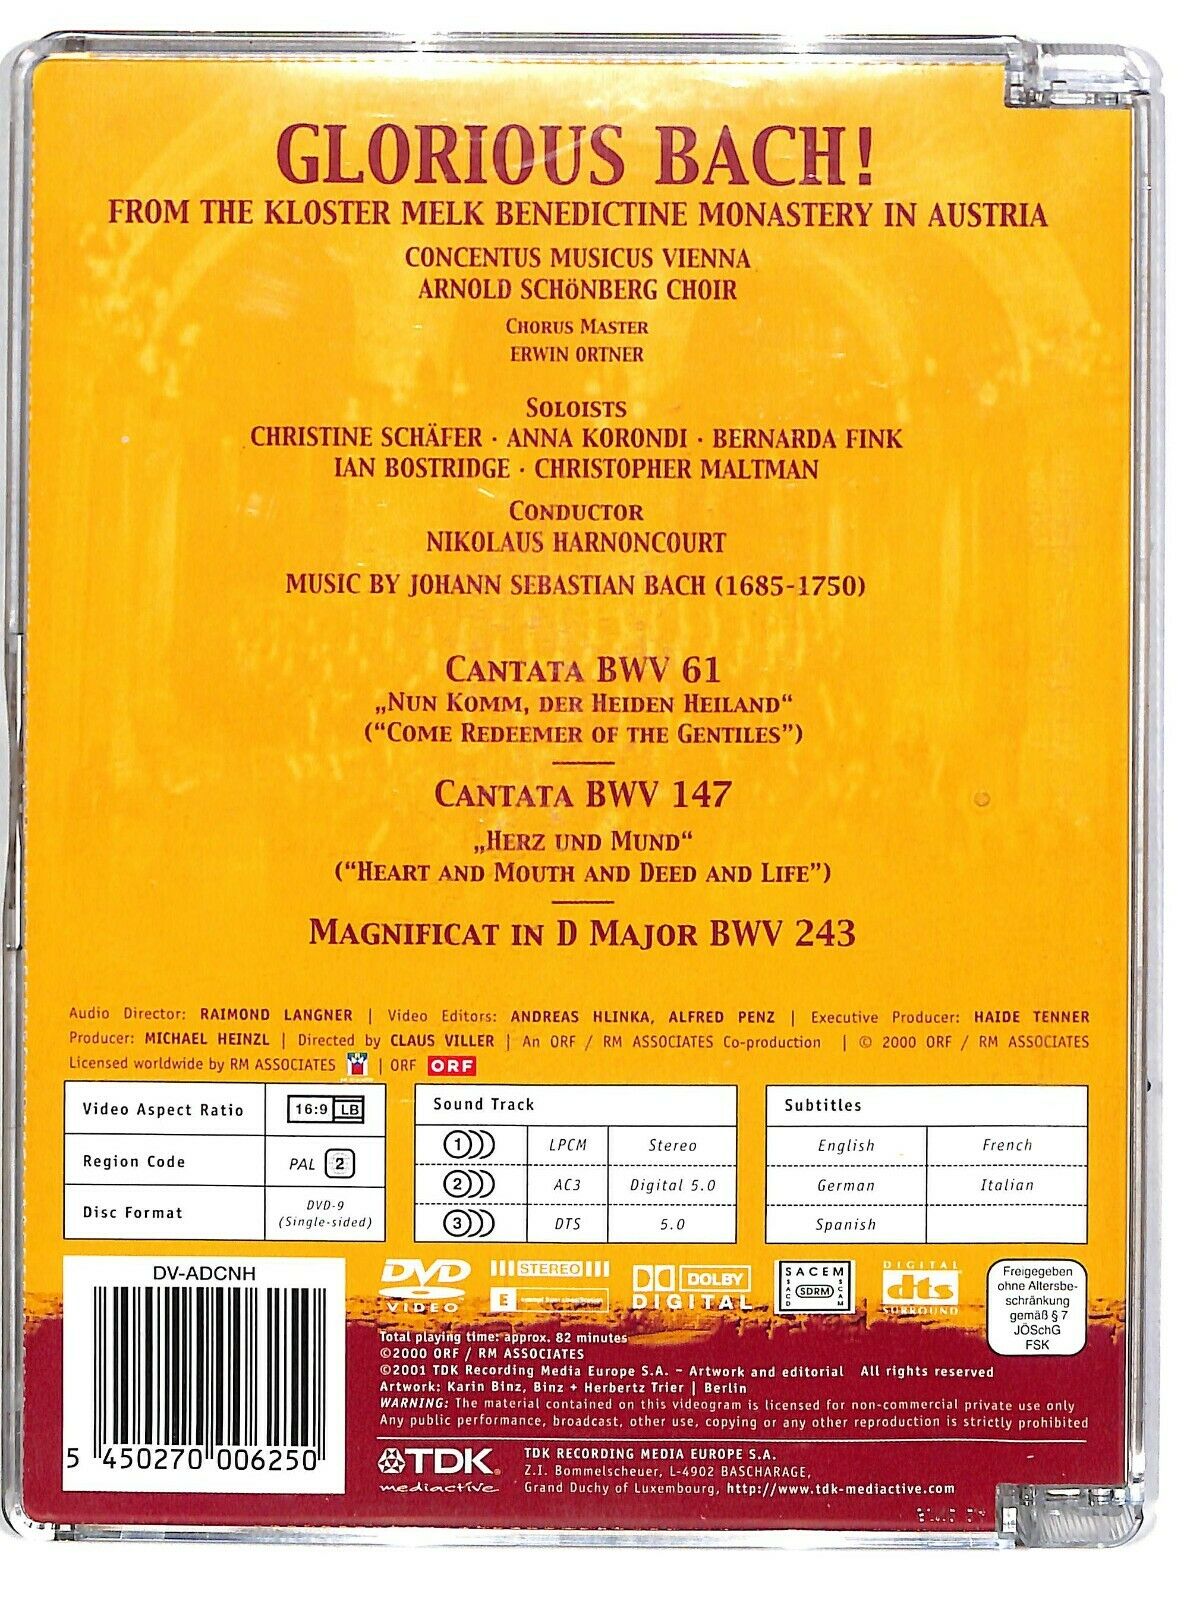 GLORIOUS BACH!
FROM THE KLOSTER MELK BENEDICTINE MONASTERY IN AUSTRIA
CONCENTUS MUSICUS VIENNA
ARNOLD SCHÖNBERG CHOIR
CHORUS MASTER
ERWIN ORTNER
SOLOISTS
CHRISTINE SCHÄFER · ANNA KORONDI · BERNARDA FINK
IAN BOSTRIDGE · CHRISTOPHER MALTMAN
CONDUCTOR
NIKOLAUS HARNONCOURT
MUSIC BY JOHANN SEBASTIAN BACH (1685-1750)
CANTATA BWV 61
„NUN KOMM, DER HEIDEN HEILAND“
(“COME REDEEMER OF THE GENTILES”)
CANTATA BWV 147
„HERZ UND MUND“
(“HEART AND MOUTH AND DEED AND LIFE”)
MAGNIFICAT IN D MAJOR BWV 243
Audio Director: RAIMOND LANGNER | Video Editors: ANDREAS HLINKA, ALFRED PENZ | Executive Producer: HAIDE TENNER
Producer: MICHAEL HEINZL | Directed by CLAUS VILLER | An ORF / RM ASSOCIATES Co-production | © 2000 ORF / RM ASSOCIATES
Licensed worldwide by RM ASSOCIATES | ORF ORF
Video Aspect Ratio 16:9 LB
Region Code PAL 2
Disc Format DVD-9 (Single-sided)
Sound Track
1 LPCM Stereo
2 AC3 Digital 5.0
3 DTS 5.0
Subtitles
English French
German Italian
Spanish
DV-ADCNH
5 450270 006250
DVD VIDEO
STEREO
E
DOLBY DIGITAL
SACEM SDRM SACD SCAM
DIGITAL dts SURROUND
Freigegeben
ohne Altersbe-
schränkung
gemäß § 7
JÖSchG
FSK
Total playing time: approx. 82 minutes
©2000 ORF / RM ASSOCIATES
©2001 TDK Recording Media Europe S.A. – Artwork and editorial All rights reserved
Artwork: Karin Binz, Binz + Herbertz Trier | Berlin
WARNING: The material contained on this videogram is licensed for non-commercial private use only
Any public performance, broadcast, other use, copying or any other reproduction is strictly prohibited
TDK
mediactive
TDK RECORDING MEDIA EUROPE S.A.
Z.I. Bommelscheuer, L-4902 BASCHARAGE,
Grand Duchy of Luxembourg, http://www.tdk-mediactive.com